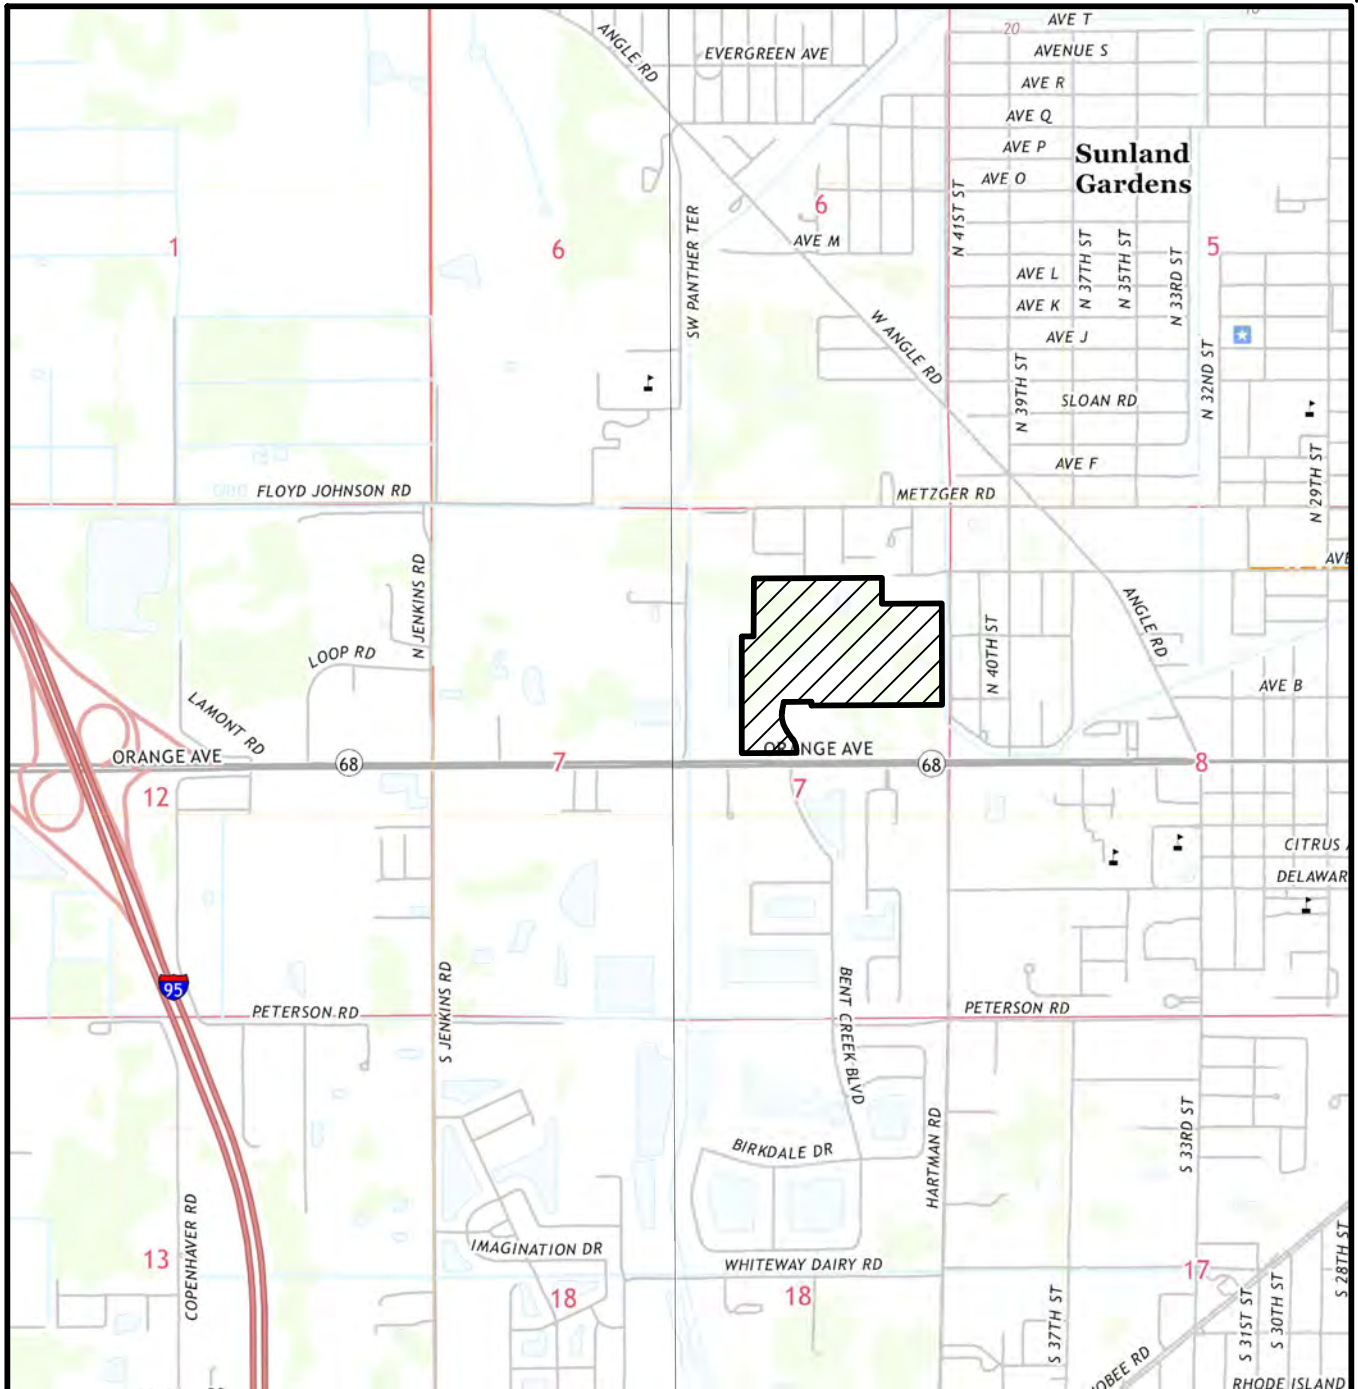 AVE T
20
ANGLE RD
EVERGREEN AVE
AVENUE S
AVE R
AVE Q
AVE P
Sunland
Gardens
AVE O
6
N 41ST ST
SW PANTHER TER
AVE M
1
6
5
N 37TH ST
N 35TH ST
N 33RD ST
AVE L
AVE K
AVE J
W ANGLE RD
N 39TH ST
N 32ND ST
SLOAN RD
AVE F
N 29TH ST
FLOYD JOHNSON RD
METZGER RD
AVE
N JENKINS RD
ANGLE RD
N 40TH ST
LOOP RD
AVE B
LAMONT RD
ORANGE AVE
68
7
ORANGE AVE
68
8
12
7
CITRUS
DELAWAR
95
S JENKINS RD
BENT CREEK BLVD
PETERSON RD
PETERSON RD
S 33RD ST
HARTMAN RD
BIRKDALE DR
COPENHAVER RD
IMAGINATION DR
WHITEWAY DAIRY RD
13
18
18
17
S 28TH ST
S 37TH ST
S 31ST ST
S 30TH ST
OBEE RD
RHODE ISLAND